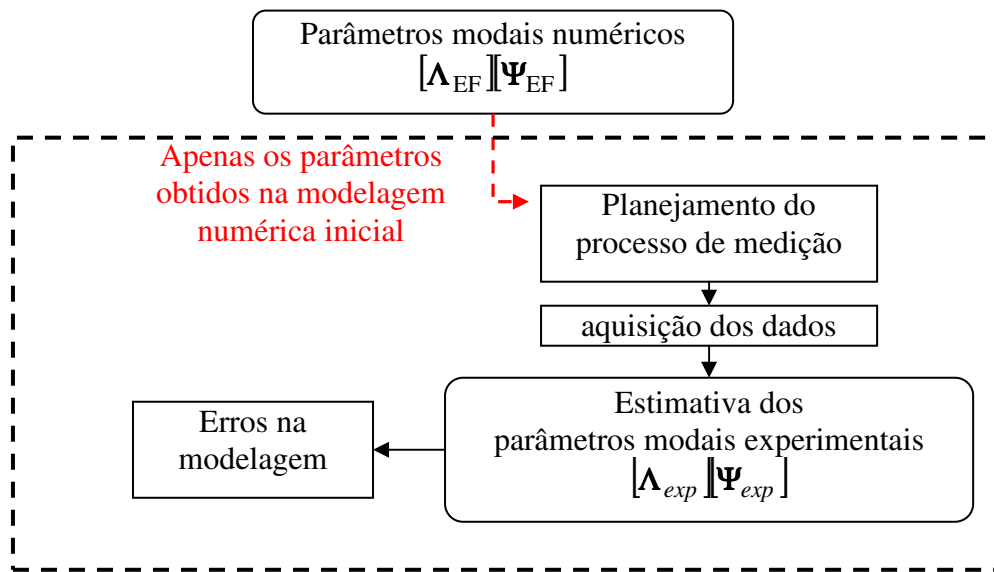 Parâmetros modais numéricos
[Λ_EF][Ψ_EF]
Apenas os parâmetros
obtidos na modelagem
numérica inicial
Planejamento do
processo de medição
aquisição dos dados
Estimativa dos
parâmetros modais experimentais
[Λ_exp][Ψ_exp]
Erros na
modelagem